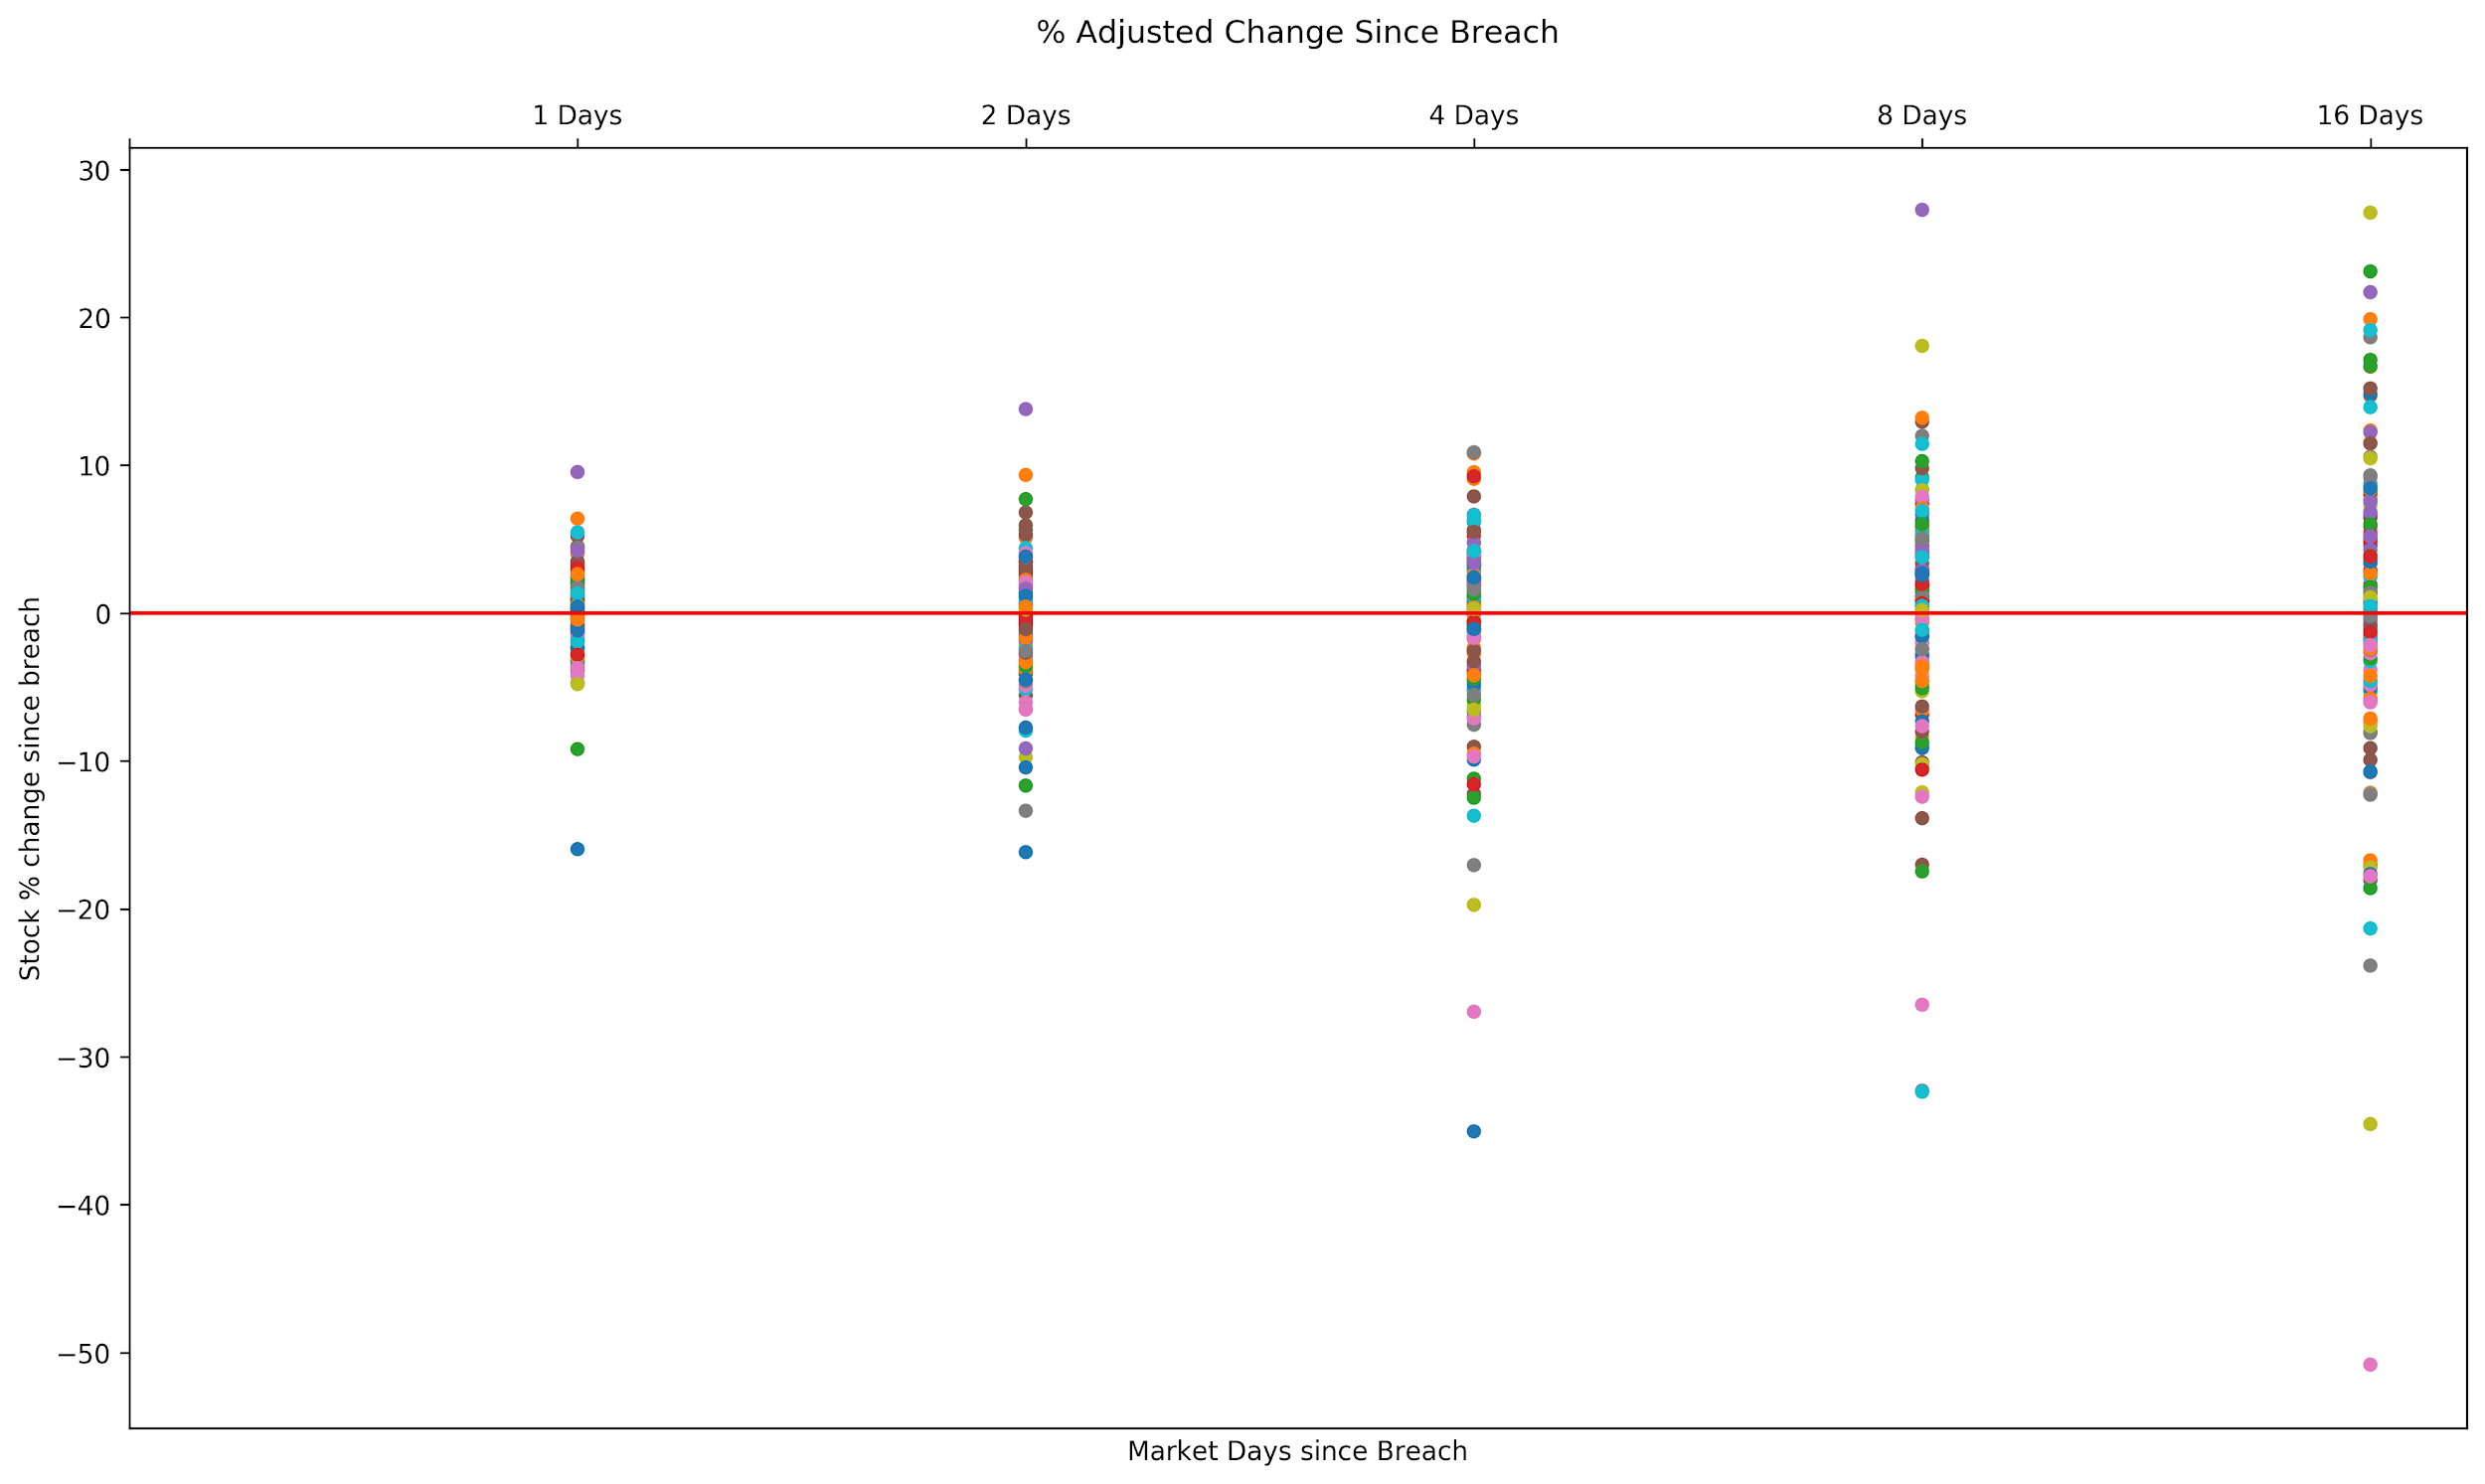 % Adjusted Change Since Breach
1 Days 2 Days 4 Days 8 Days 16 Days
30
20
10
0
−10
−20
−30
−40
−50
Stock % change since breach
Market Days since Breach